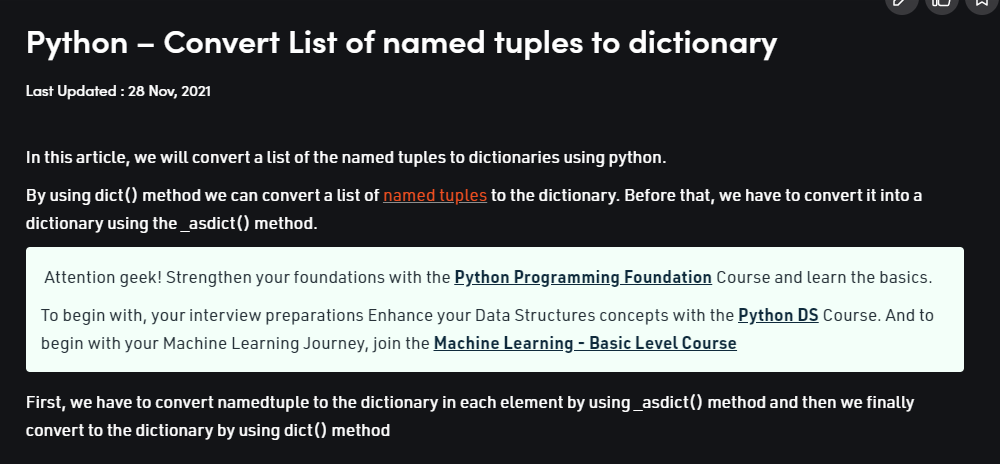 Python – Convert List of named tuples to dictionary
Last Updated : 28 Nov, 2021
In this article, we will convert a list of the named tuples to dictionaries using python.
By using dict() method we can convert a list of named tuples to the dictionary. Before that, we have to convert it into a
dictionary using the _asdict() method.
Attention geek! Strengthen your foundations with the Python Programming Foundation Course and learn the basics.
To begin with, your interview preparations Enhance your Data Structures concepts with the Python DS Course. And to
begin with your Machine Learning Journey, join the Machine Learning - Basic Level Course
First, we have to convert namedtuple to the dictionary in each element by using _asdict() method and then we finally
convert to the dictionary by using dict() method